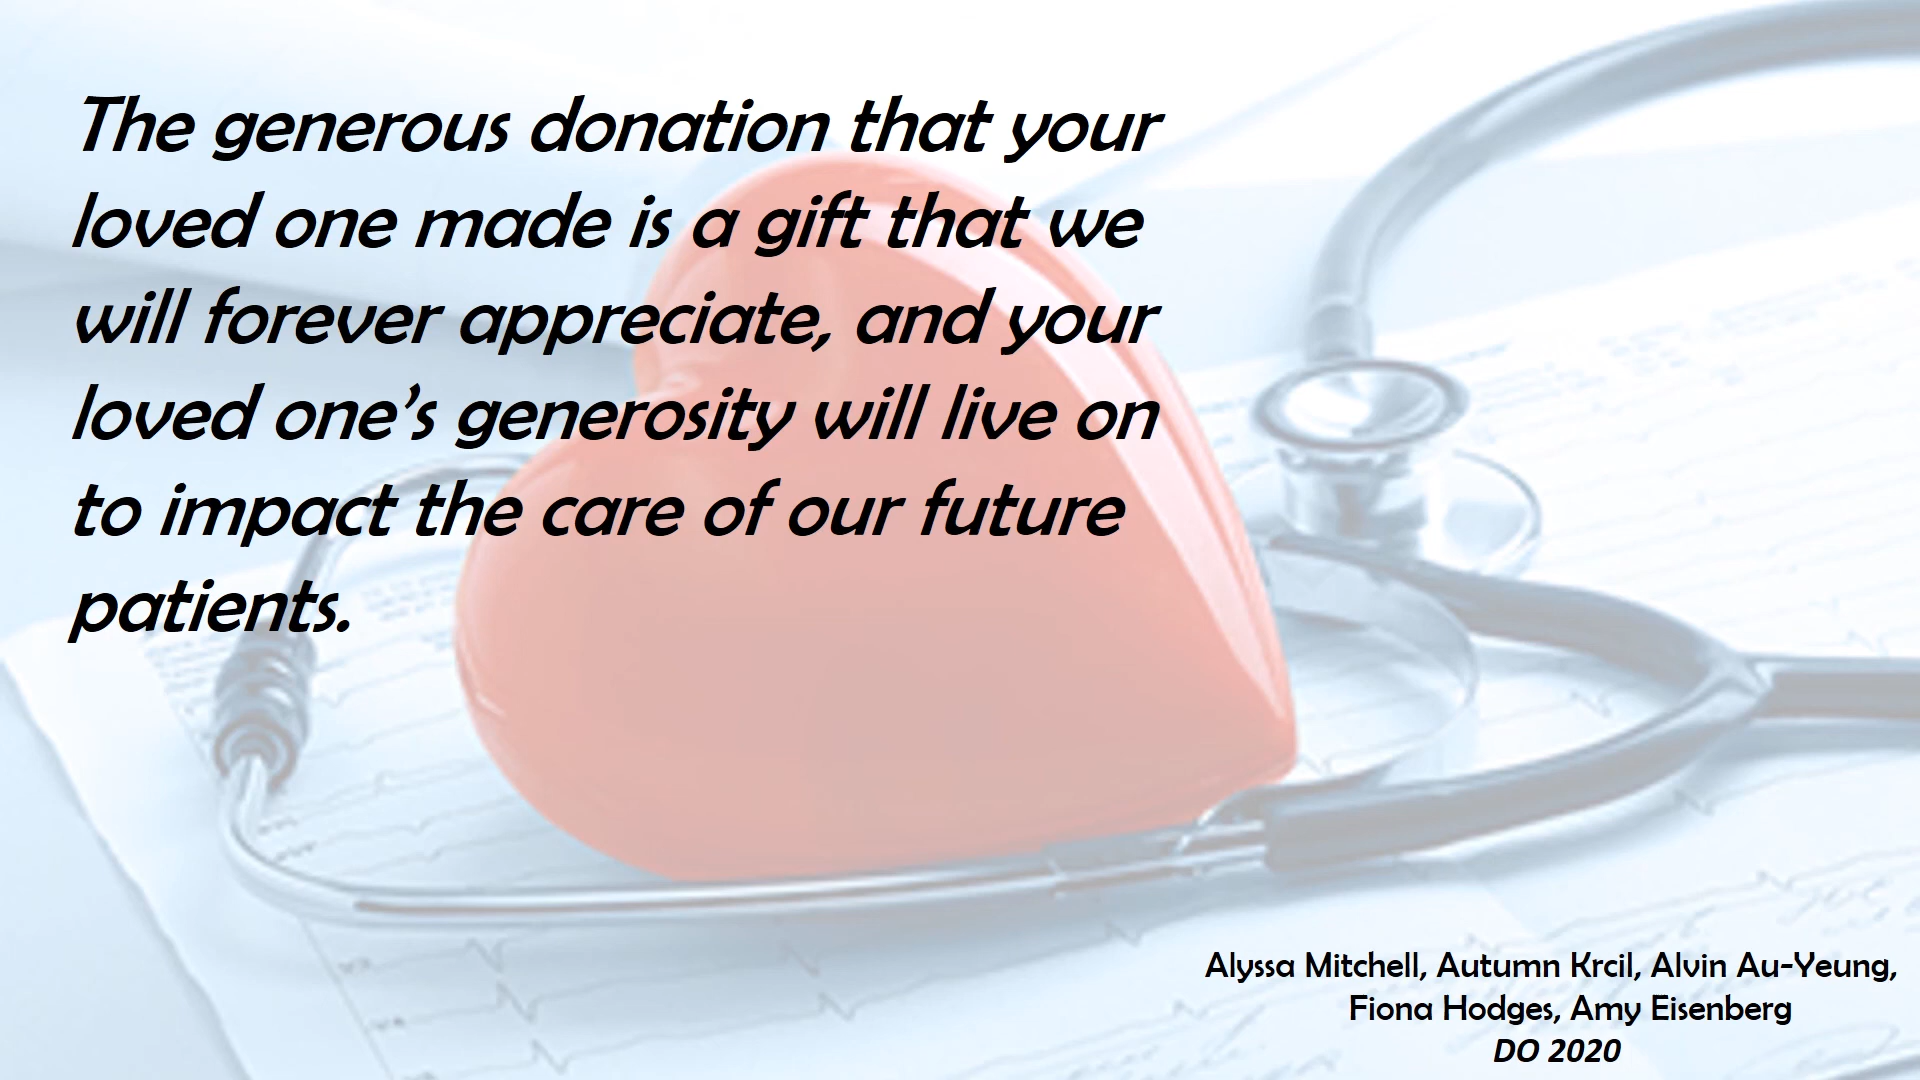 The generous donation that your
loved one made is a gift that we
will forever appreciate, and your
loved one’s generosity will live on
to impact the care of our future
patients.
Alyssa Mitchell, Autumn Krcil, Alvin Au-Yeung,
Fiona Hodges, Amy Eisenberg
DO 2020